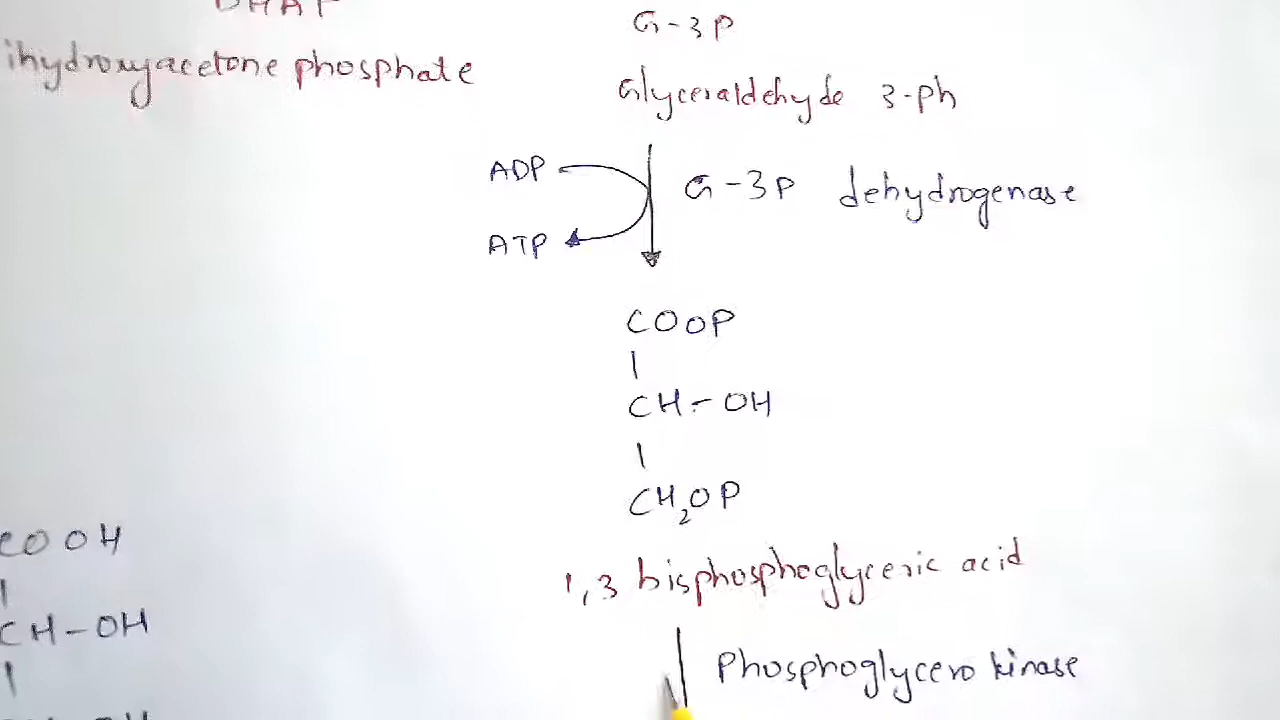 DHAP
ihydroxyacetone phosphate
G-3P
Glyceraldehyde 3-ph
ADP
G-3P dehydrogenase
ATP
COOP
CH-OH
CH2OP
1,3 bisphosphoglyceric acid
Phosphoglycero kinase
COOH
CH-OH